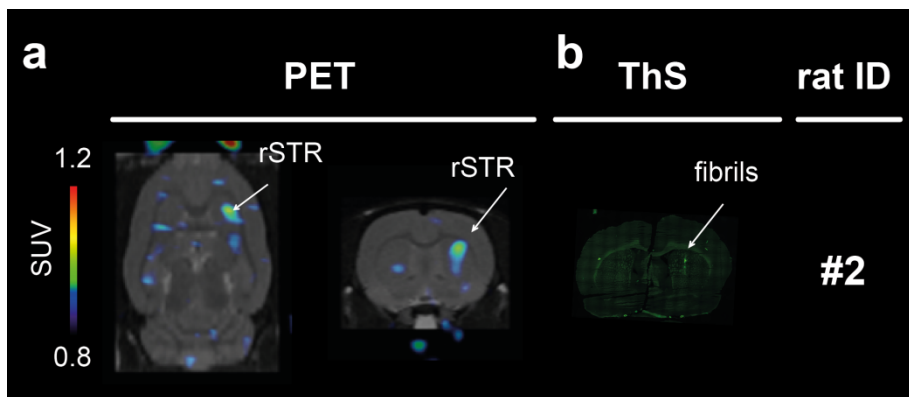 a
PET
b
ThS
rat ID
1.2
SUV
0.8
rSTR
rSTR
fibrils
#2